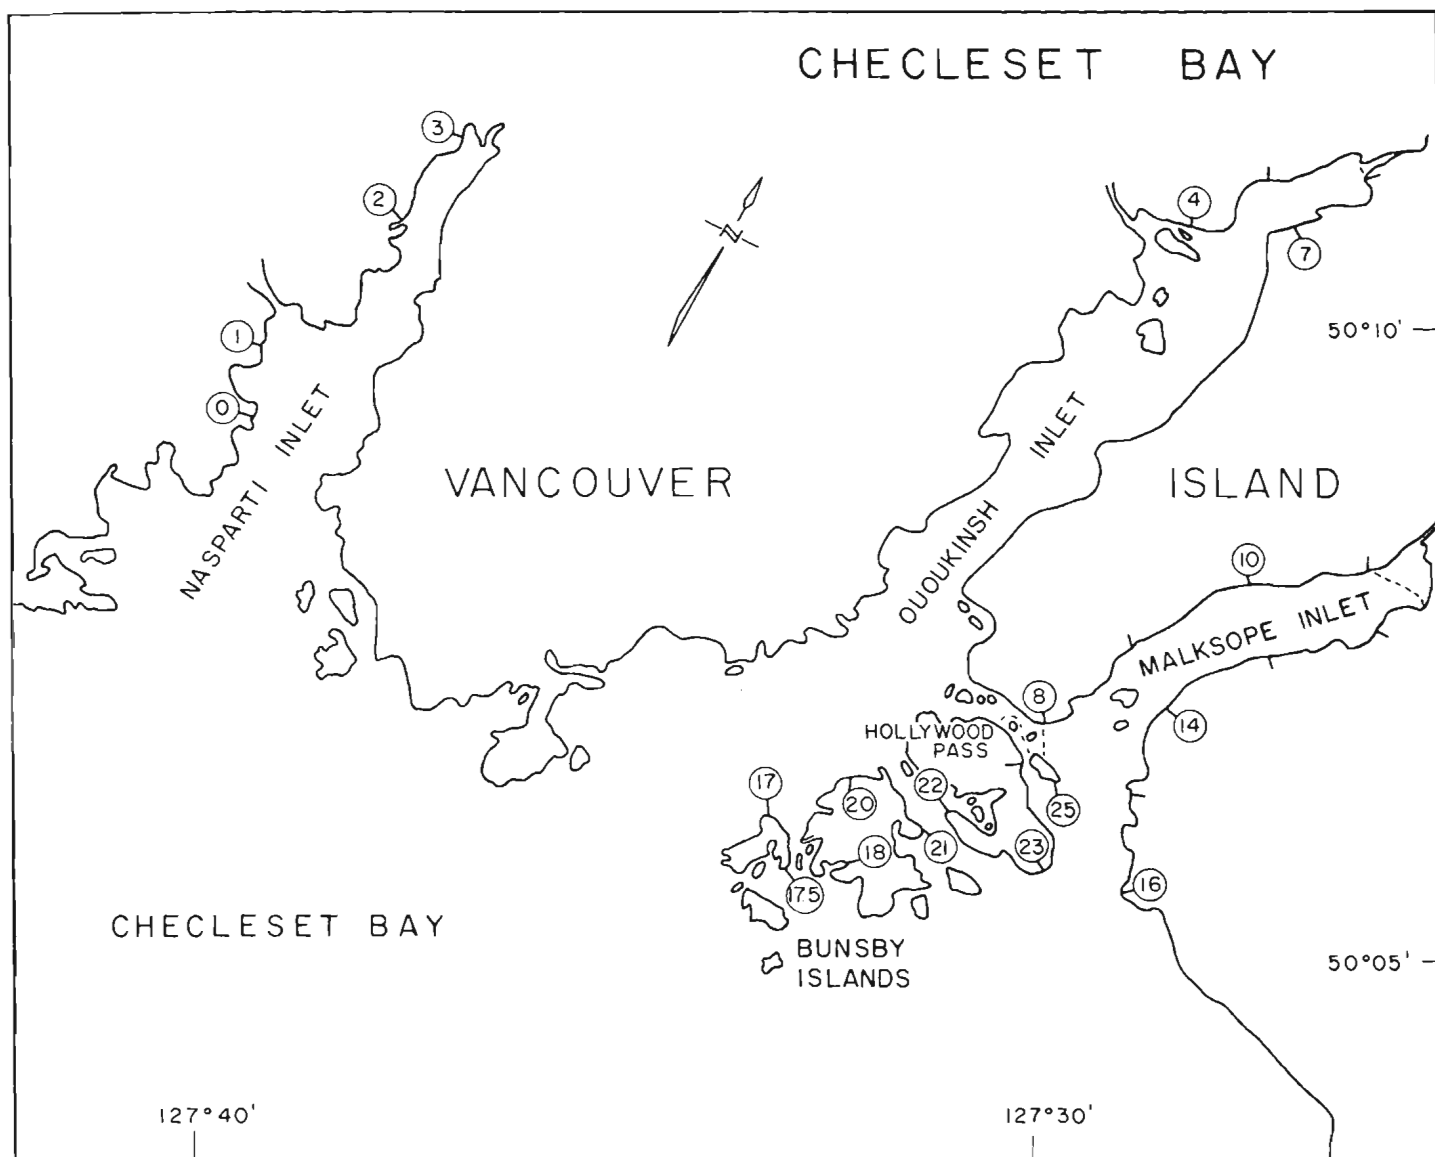 CHECLESET BAY
3
2
4
N
7
1
50°10'
0
NASPARTI INLET
OUOUKINSH INLET
VANCOUVER ISLAND
10
MALKSOPE INLET
8
14
HOLLYWOOD
PASS
17
20
22
25
18
21
23
17.5
16
CHECLESET BAY
BUNSBY
ISLANDS
50°05'
127°40'
127°30'